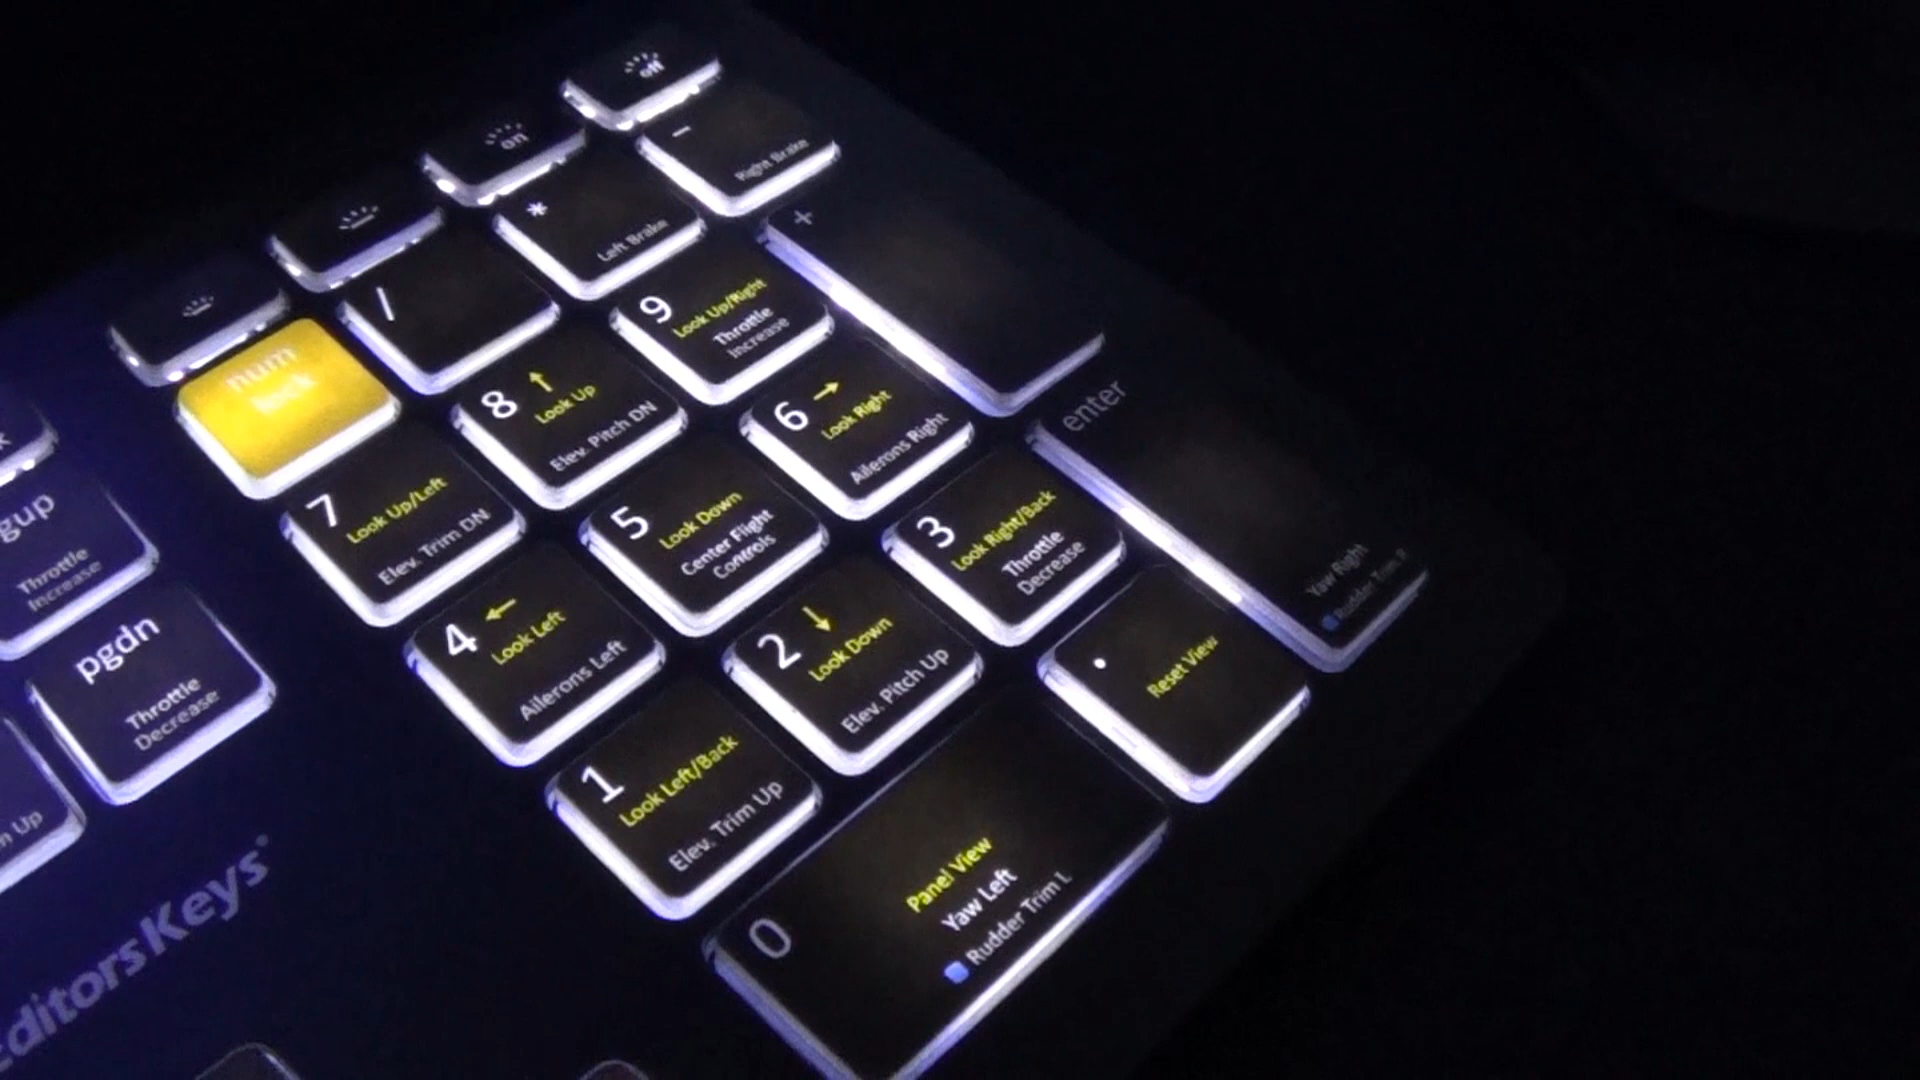 off
on
-
Right Brake
*
Left Brake
+
/
num
lock
9
Look Up/Right
Throttle
Increase
8
Look Up
Elev. Pitch DN
7
Look Up/Left
Elev. Trim DN
6
Look Right
Ailerons Right
5
Look Down
Center Flight
Controls
4
Look Left
Ailerons Left
enter
Yaw Right
Rudder Trim R
3
Look Right/Back
Throttle
Decrease
2
Look Down
Elev. Pitch Up
1
Look Left/Back
Elev. Trim Up
.
Reset View
0
Panel View
Yaw Left
Rudder Trim L
gup
Throttle
Increase
pgdn
Throttle
Decrease
Up
EditorsKeys